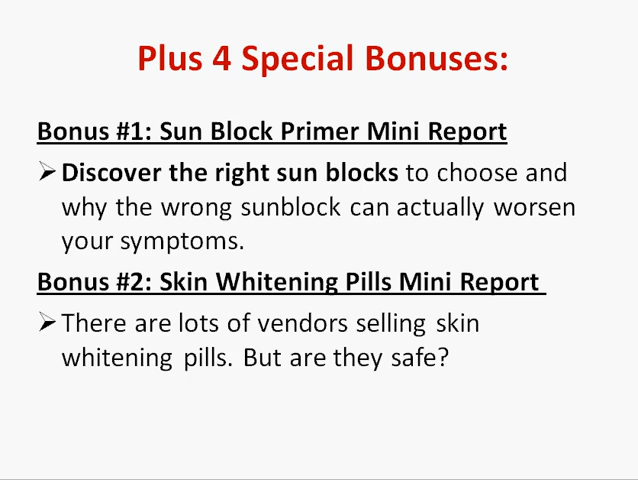 Plus 4 Special Bonuses:
Bonus #1: Sun Block Primer Mini Report
➢ Discover the right sun blocks to choose and
why the wrong sunblock can actually worsen
your symptoms.
Bonus #2: Skin Whitening Pills Mini Report
➢ There are lots of vendors selling skin
whitening pills. But are they safe?